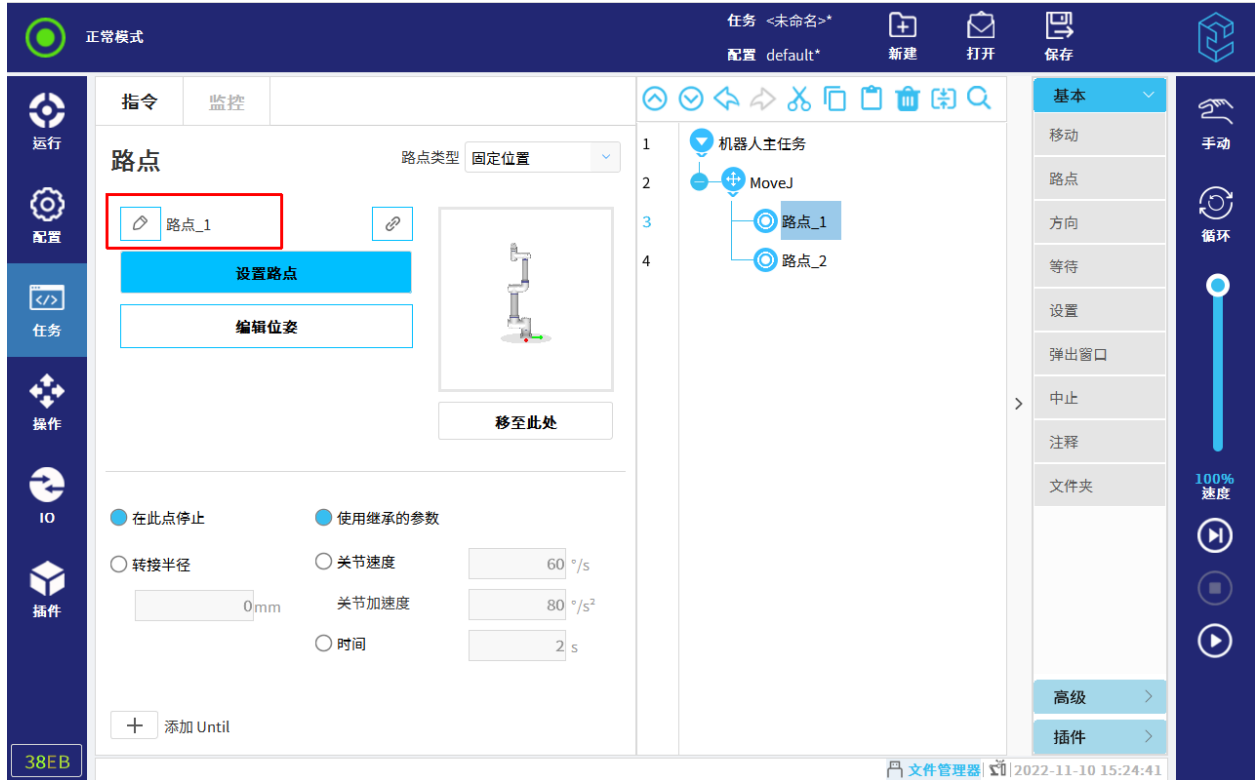 正常模式
任务 <未命名>*
配置 default*
新建
打开
保存
运行
配置
任务
操作
IO
插件
38EB
指令
监控
路点
路点类型 固定位置
路点_1
设置路点
编辑位姿
移至此处
在此点停止
使用继承的参数
转接半径
关节速度 60 °/s
0 mm
关节加速度 80 °/s²
时间 2 s
添加 Until
1 机器人主任务
2 MoveJ
3 路点_1
4 路点_2
基本
移动
路点
方向
等待
设置
弹出窗口
中止
注释
文件夹
高级
插件
手动
循环
100%
速度
文件管理器 2022-11-10 15:24:41